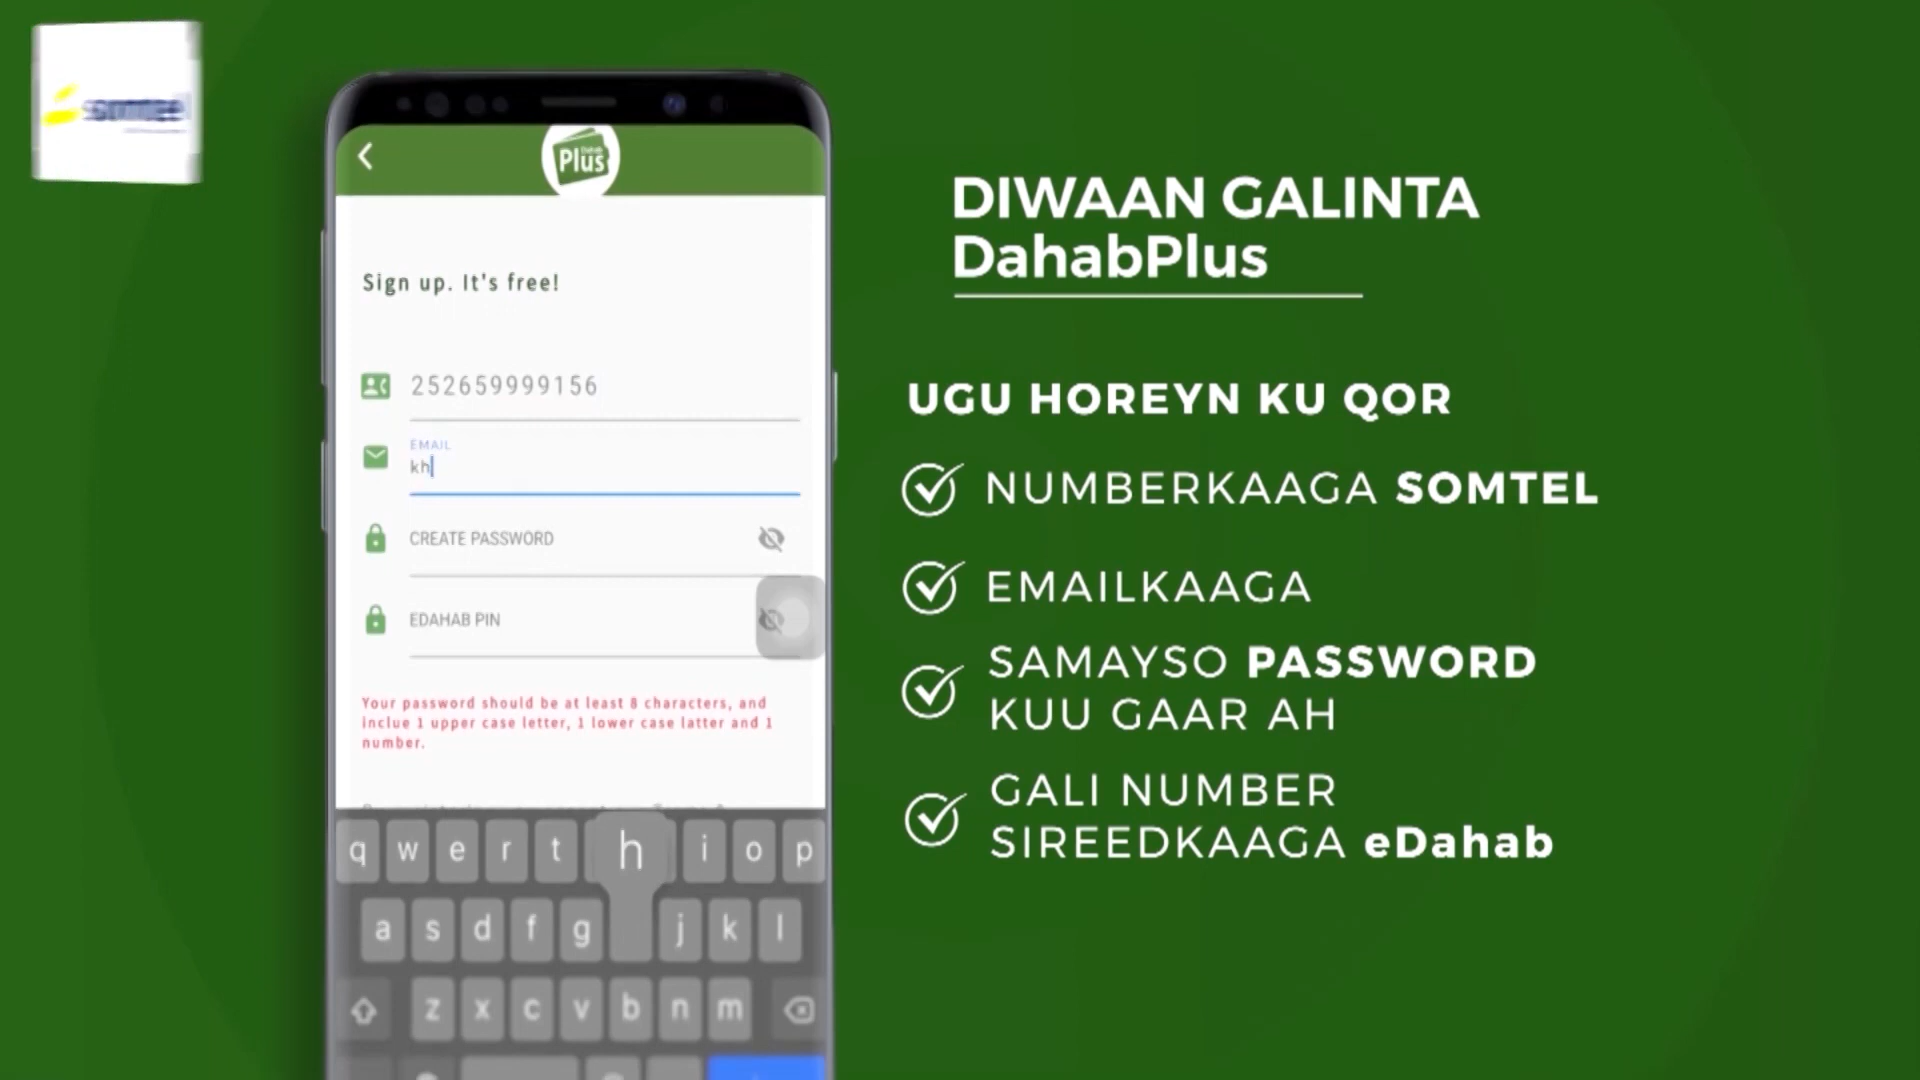 somtel
Dahab
Plus
Sign up. It's free!
252659999156
EMAIL
kh
CREATE PASSWORD
EDAHAB PIN
Your password should be at least 8 characters, and
inclue 1 upper case letter, 1 lower case latter and 1
number.
q w e r t h i o p
a s d f g j k l
z x c v b n m
DIWAAN GALINTA
DahabPlus
UGU HOREYN KU QOR
NUMBERKAAGA SOMTEL
EMAILKAAGA
SAMAYSO PASSWORD
KUU GAAR AH
GALI NUMBER
SIREEDKAAGA eDahab